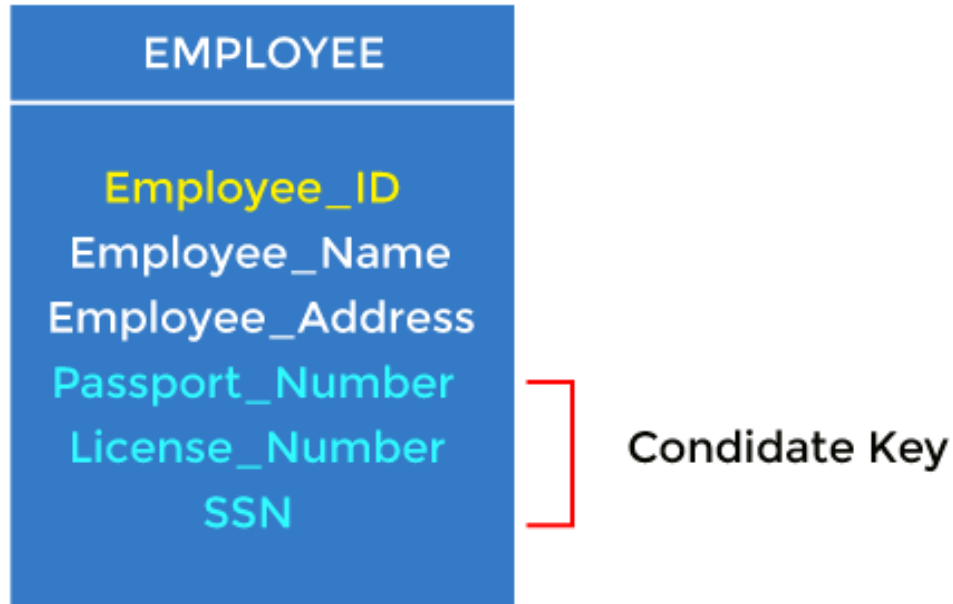 EMPLOYEE
Employee_ID
Employee_Name
Employee_Address
Passport_Number
License_Number
SSN
Condidate Key